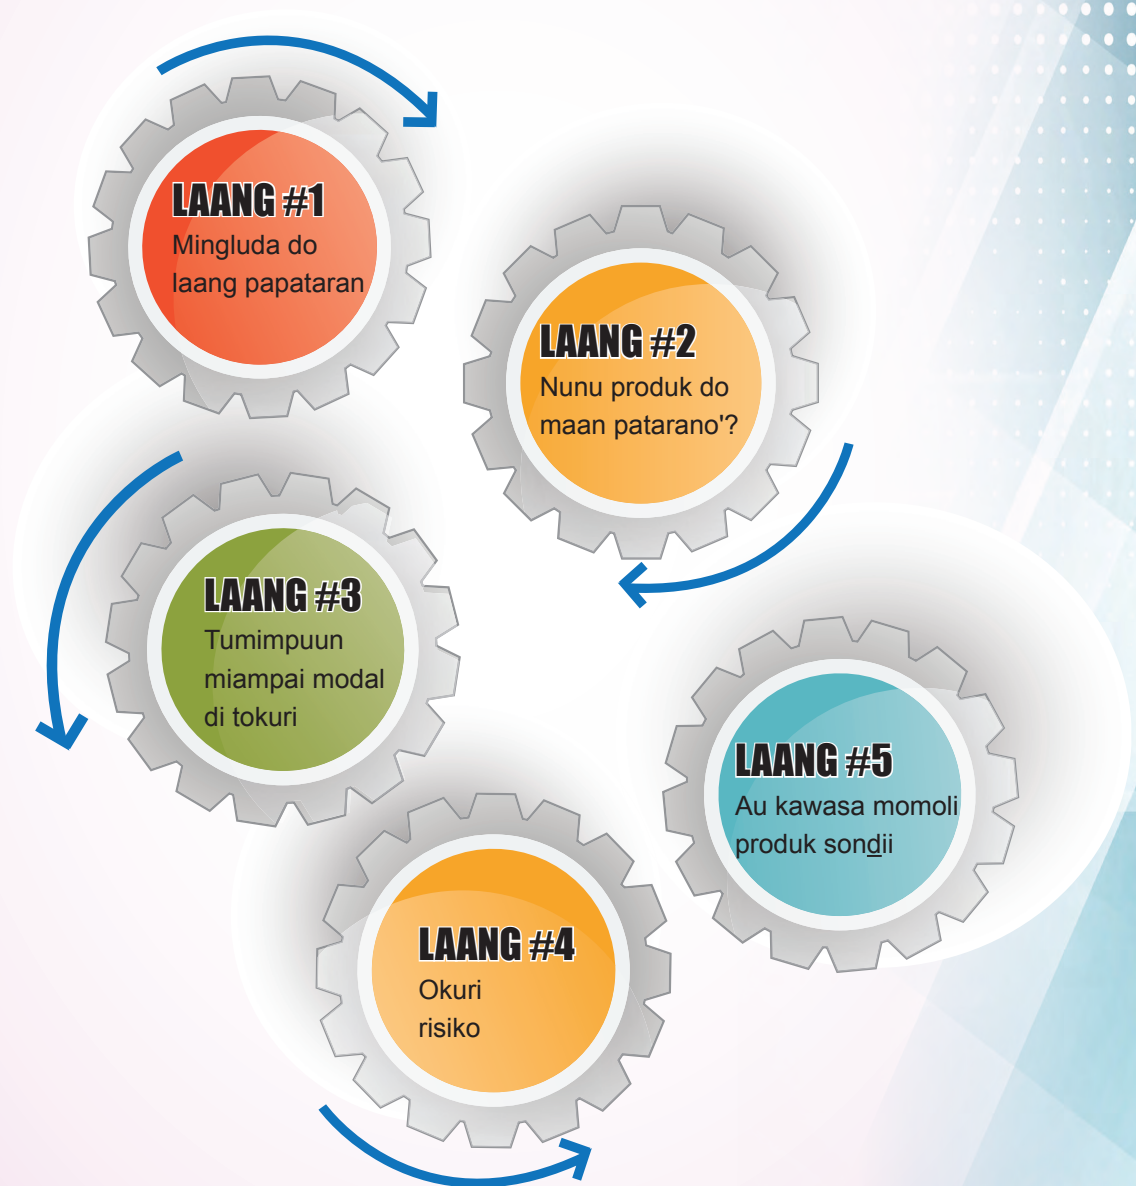 LAANG #1
Mingluda do
laang papataran
LAANG #2
Nunu produk do
maan patarano'?
LAANG #3
Tumimpuun
miampai modal
di tokuri
LAANG #4
Okuri
risiko
LAANG #5
Au kawasa momoli
produk sondii